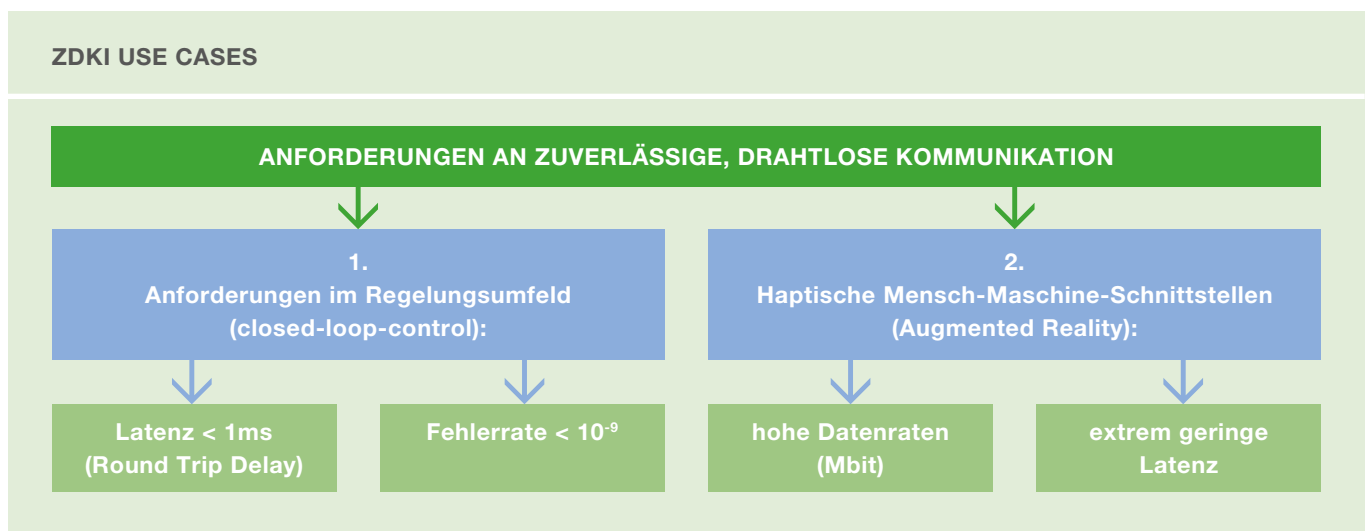 ZDKI USE CASES
ANFORDERUNGEN AN ZUVERLÄSSIGE, DRAHTLOSE KOMMUNIKATION
1.
Anforderungen im Regelungsumfeld
(closed-loop-control):
2.
Haptische Mensch-Maschine-Schnittstellen
(Augmented Reality):
Latenz < 1ms
(Round Trip Delay)
Fehlerrate < 10⁻⁹
hohe Datenraten
(Mbit)
extrem geringe
Latenz